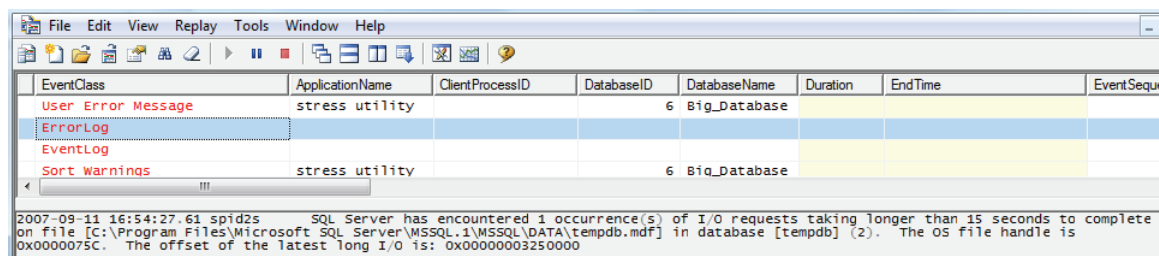 File Edit View Replay Tools Window Help
EventClass ApplicationName ClientProcessID DatabaseID DatabaseName Duration EndTime EventSeque
User Error Message stress utility 6 Big_Database
ErrorLog
EventLog
Sort Warnings stress utility 6 Big_Database
2007-09-11 16:54:27.61 spid2s SQL Server has encountered 1 occurrence(s) of I/O requests taking longer than 15 seconds to complete
on file [C:\Program Files\Microsoft SQL Server\MSSQL.1\MSSQL\DATA\tempdb.mdf] in database [tempdb] (2). The OS file handle is
0x0000075C. The offset of the latest long I/O is: 0x00000003250000